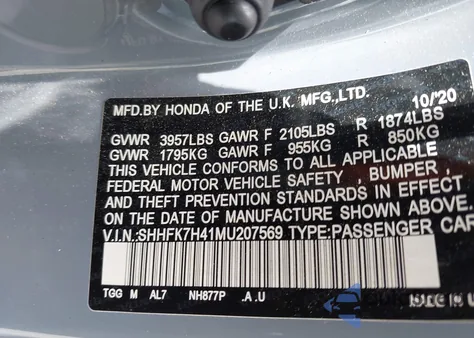 MFD.BY HONDA OF THE U.K. MFG.,LTD. 10/'20
GVWR 3957LBS GAWR F 2105LBS R 1874LBS
GVWR 1795KG GAWR F 955KG R 850KG
THIS VEHICLE CONFORMS TO ALL APPLICABLE
FEDERAL MOTOR VEHICLE SAFETY , BUMPER ,
AND THEFT PREVENTION STANDARDS IN EFFECT
ON THE DATE OF MANUFACTURE SHOWN ABOVE.
V.I.N:SHHFK7H41MU207569 TYPE:PASSENGER CAR
TGG M AL7 NH877P .A.U